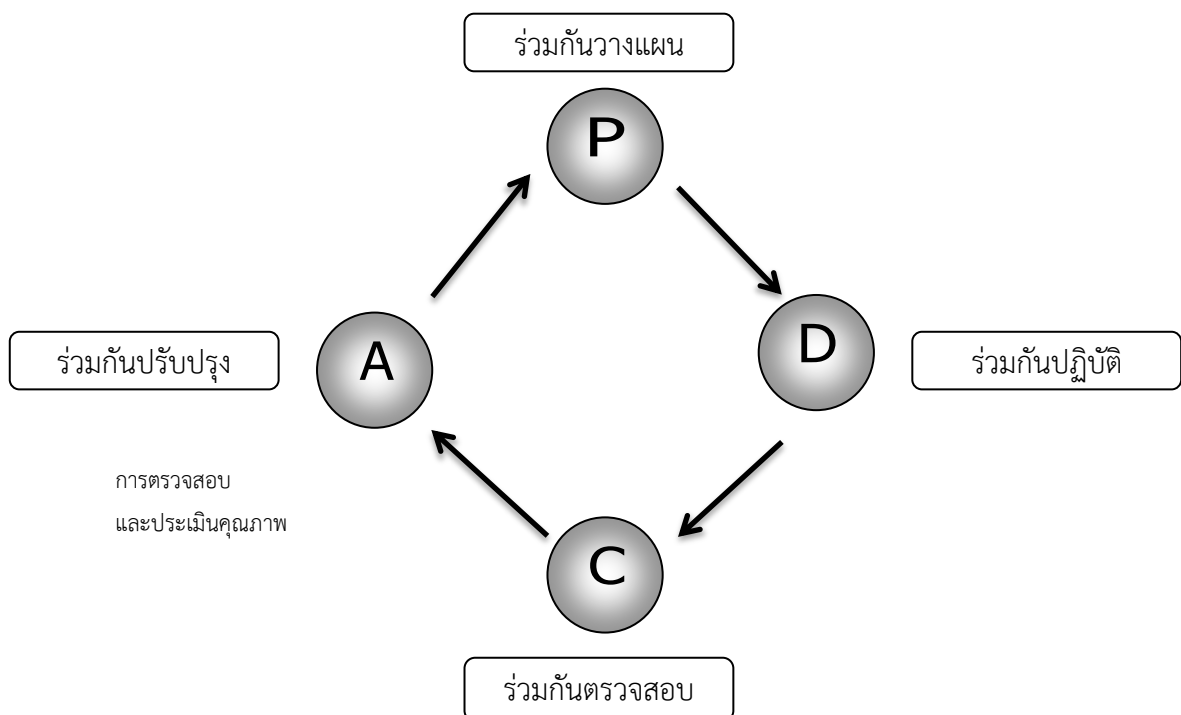 ร่วมกันวางแผน
P
A
D
ร่วมกันปรับปรุง
ร่วมกันปฏิบัติ
การตรวจสอบ
และประเมินคุณภาพ
C
ร่วมกันตรวจสอบ